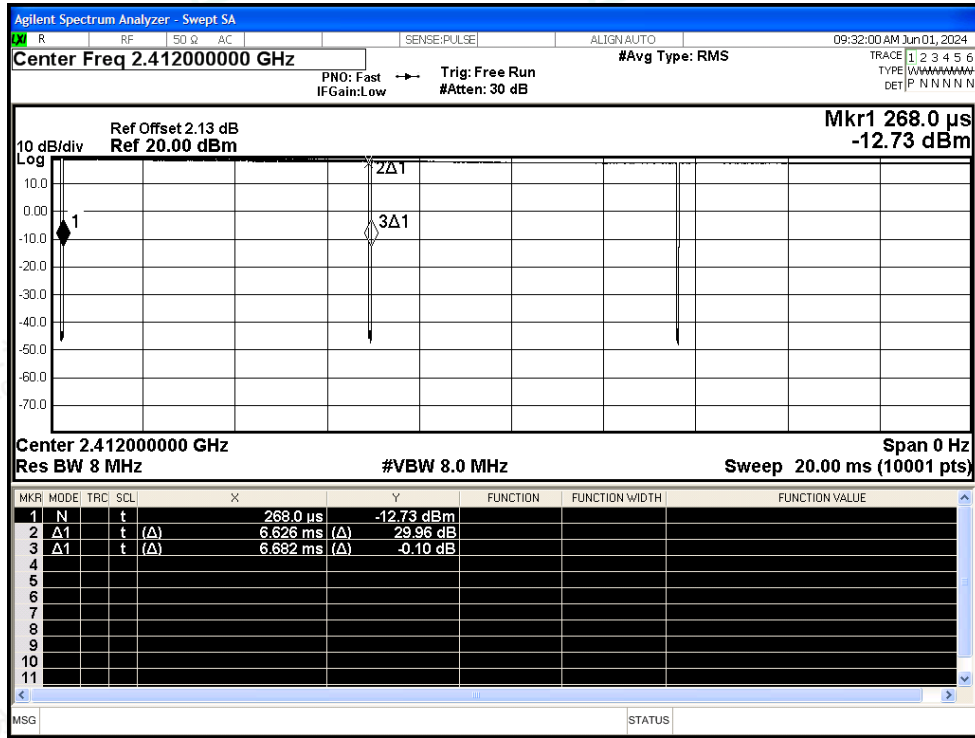 Agilent Spectrum Analyzer - Swept SA
LXI R RF 50 Ω AC SENSE:PULSE ALIGN AUTO 09:32:00 AM Jun 01, 2024
Center Freq 2.412000000 GHz #Avg Type: RMS TRACE 1 2 3 4 5 6
PNO: Fast Trig: Free Run TYPE WWWWWW
IFGain:Low #Atten: 30 dB DET P N N N N N
Mkr1 268.0 µs
Ref Offset 2.13 dB
10 dB/div Ref 20.00 dBm -12.73 dBm
Log
2Δ1
10.0
0.00
1 3Δ1
-10.0
-20.0
-30.0
-40.0
-50.0
-60.0
-70.0
Center 2.412000000 GHz Span 0 Hz
Res BW 8 MHz #VBW 8.0 MHz Sweep 20.00 ms (10001 pts)
MKR MODE TRC SCL X Y FUNCTION FUNCTION WIDTH FUNCTION VALUE
1 N t 268.0 µs -12.73 dBm
2 Δ1 t (Δ) 6.626 ms (Δ) 29.96 dB
3 Δ1 t (Δ) 6.682 ms (Δ) -0.10 dB
4
5
6
7
8
9
10
11
MSG STATUS